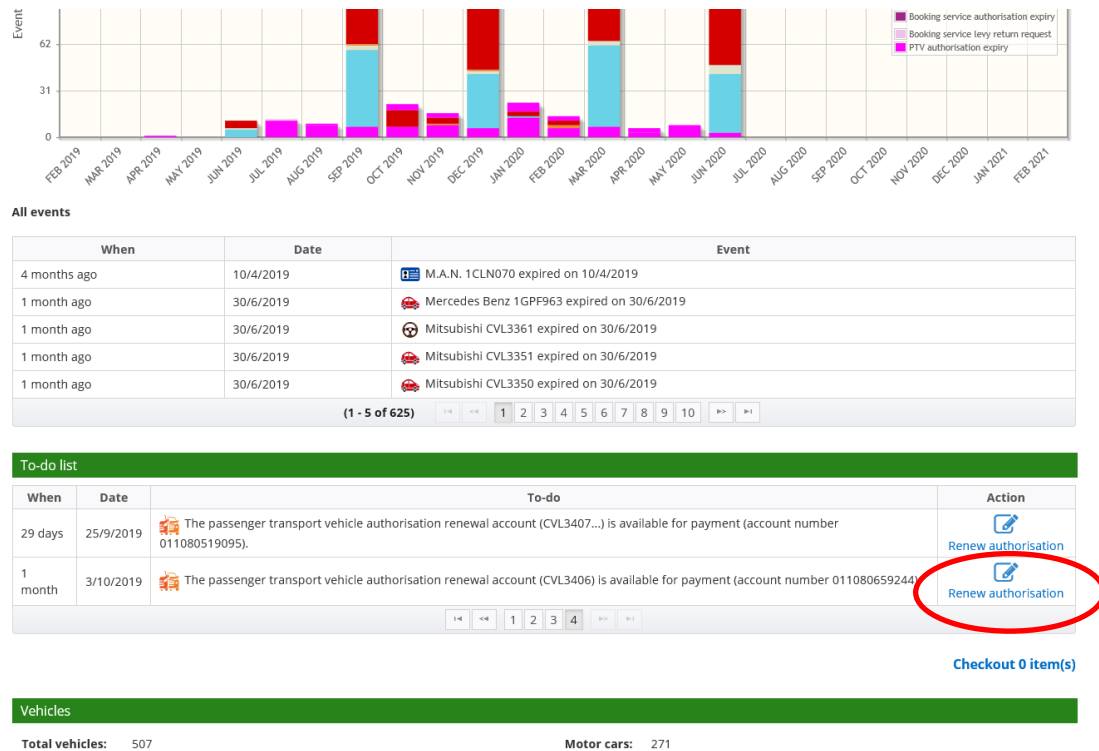 Event
62
31
0
Booking service authorisation expiry
Booking service levy return request
PTV authorisation expiry
FEB 2019
MAR 2019
APR 2019
MAY 2019
JUN 2019
JUL 2019
AUG 2019
SEP 2019
OCT 2019
NOV 2019
DEC 2019
JAN 2020
FEB 2020
MAR 2020
APR 2020
MAY 2020
JUN 2020
JUL 2020
AUG 2020
SEP 2020
OCT 2020
NOV 2020
DEC 2020
JAN 2021
FEB 2021
All events
When Date Event
4 months ago 10/4/2019 M.A.N. 1CLN070 expired on 10/4/2019
1 month ago 30/6/2019 Mercedes Benz 1GPF963 expired on 30/6/2019
1 month ago 30/6/2019 Mitsubishi CVL3361 expired on 30/6/2019
1 month ago 30/6/2019 Mitsubishi CVL3351 expired on 30/6/2019
1 month ago 30/6/2019 Mitsubishi CVL3350 expired on 30/6/2019
(1 - 5 of 625) 1 2 3 4 5 6 7 8 9 10
To-do list
When Date To-do Action
29 days 25/9/2019 The passenger transport vehicle authorisation renewal account (CVL3407...) is available for payment (account number
011080519095).
Renew authorisation
1
month
3/10/2019 The passenger transport vehicle authorisation renewal account (CVL3406) is available for payment (account number 011080659244)
Renew authorisation
1 2 3 4
Checkout 0 item(s)
Vehicles
Total vehicles: 507 Motor cars: 271